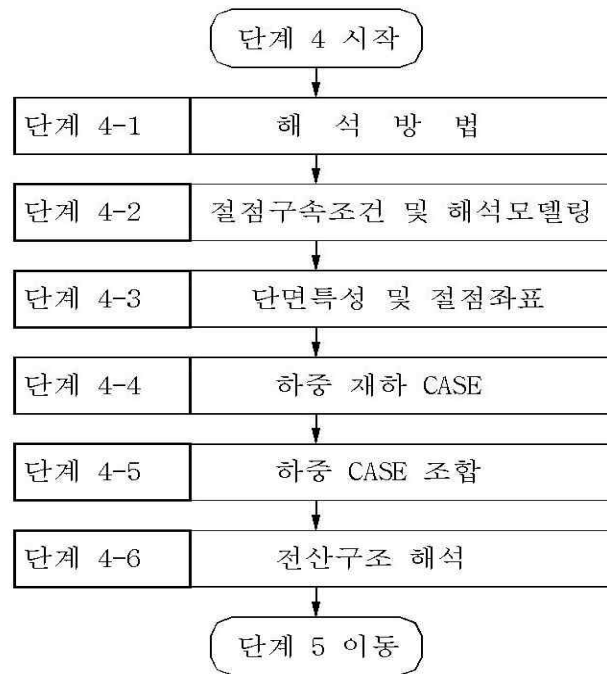 단계 4 시작
단계 4-1 해 석 방 법
단계 4-2 절점구속조건 및 해석모델링
단계 4-3 단면특성 및 절점좌표
단계 4-4 하중 재하 CASE
단계 4-5 하중 CASE 조합
단계 4-6 전산구조 해석
단계 5 이동